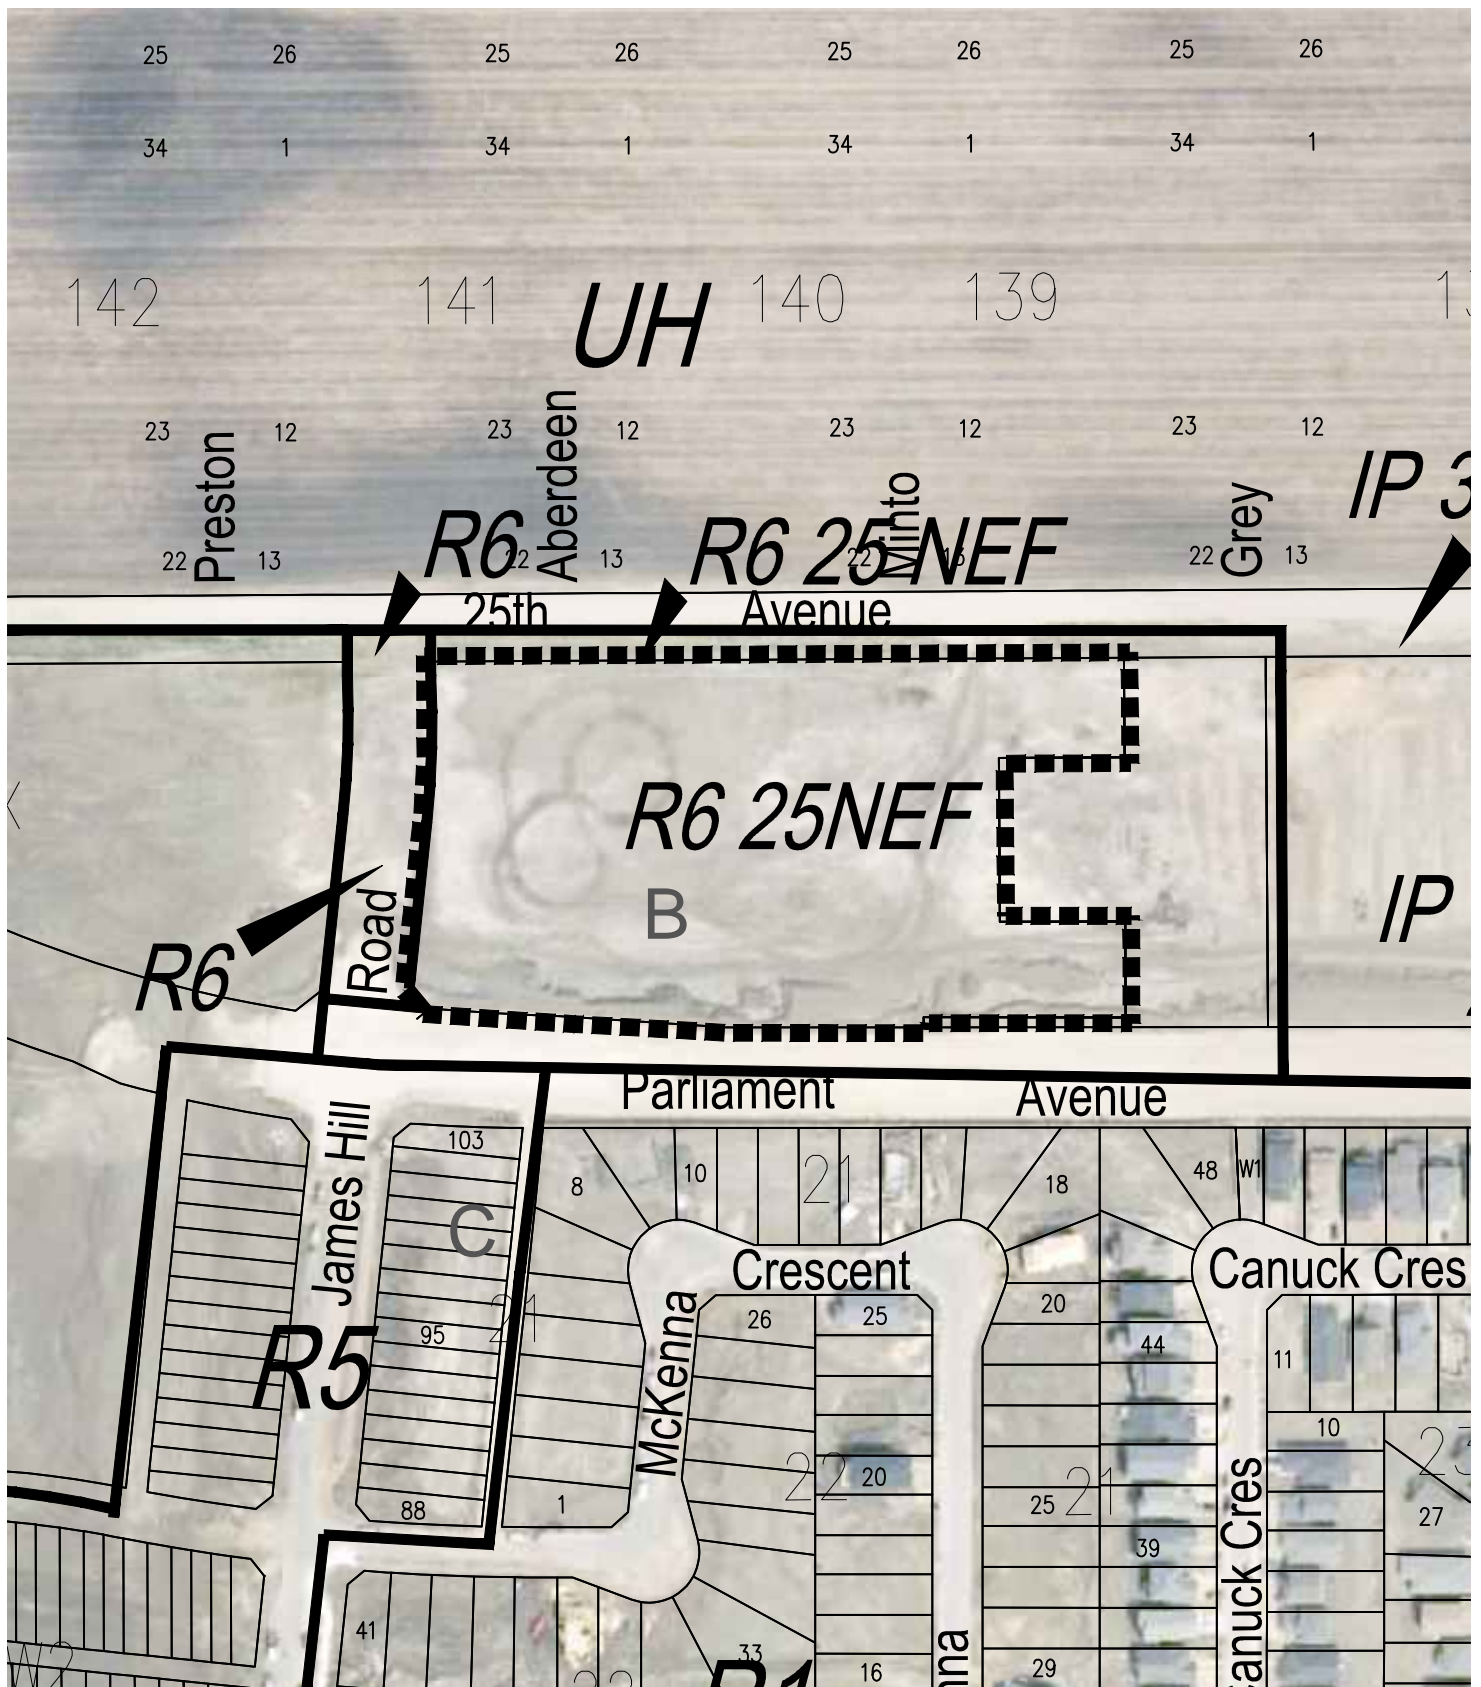 25 26 25 26 25 26 25 26
34 1 34 1 34 1 34 1
142 141 140 139
UH
23 12 23 12 23 12 23 12
Preston
Aberdeen
Minto
Grey
IP 3
R6
R6 25 NEF
22 13 22 13 22 13 22 13
25th Avenue
R6 25NEF
B
IP
R6
Road
Parliament Avenue
James Hill
103
C
8
10
21
18
48
W1
Crescent
Canuck Cres
McKenna
21
95
R5
26
25
20
44
11
10
88
1
22
20
25
21
39
27
Canuck Cres
41
33
16
29